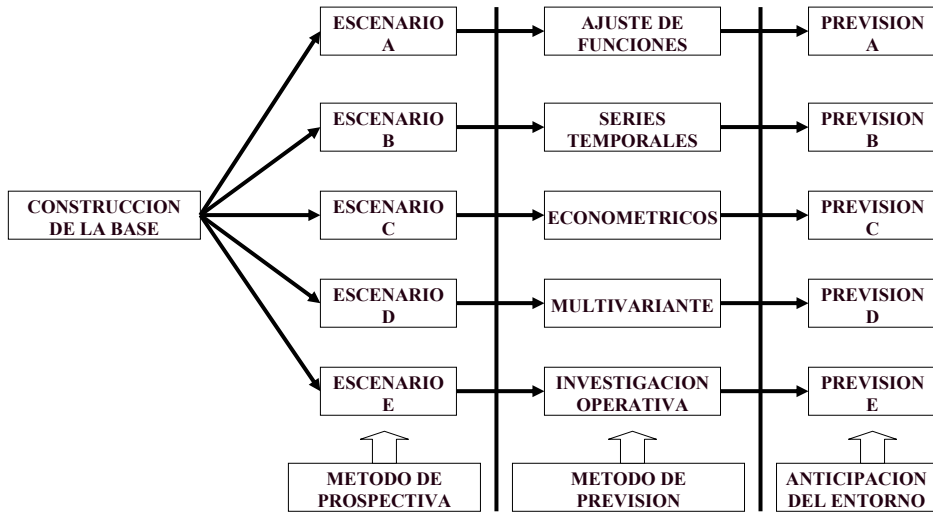 CONSTRUCCION
DE LA BASE
ESCENARIO
A
AJUSTE DE
FUNCIONES
PREVISION
A
ESCENARIO
B
SERIES
TEMPORALES
PREVISION
B
ESCENARIO
C
ECONOMETRICOS
PREVISION
C
ESCENARIO
D
MULTIVARIANTE
PREVISION
D
ESCENARIO
E
INVESTIGACION
OPERATIVA
PREVISION
E
METODO DE
PROSPECTIVA
METODO DE
PREVISION
ANTICIPACION
DEL ENTORNO